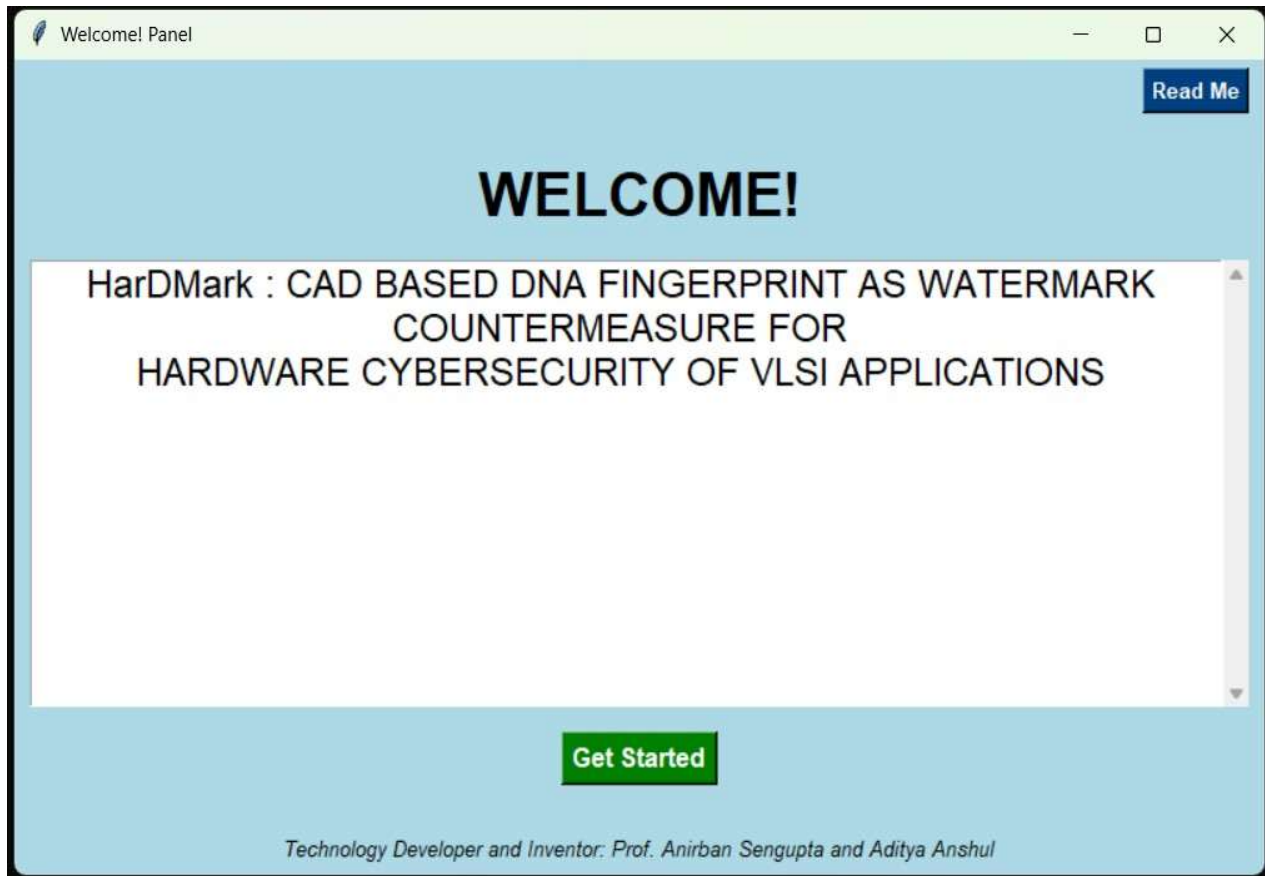 Welcome! Panel
Read Me
WELCOME!
HarDMark : CAD BASED DNA FINGERPRINT AS WATERMARK
COUNTERMEASURE FOR
HARDWARE CYBERSECURITY OF VLSI APPLICATIONS
Get Started
Technology Developer and Inventor: Prof. Anirban Sengupta and Aditya Anshul